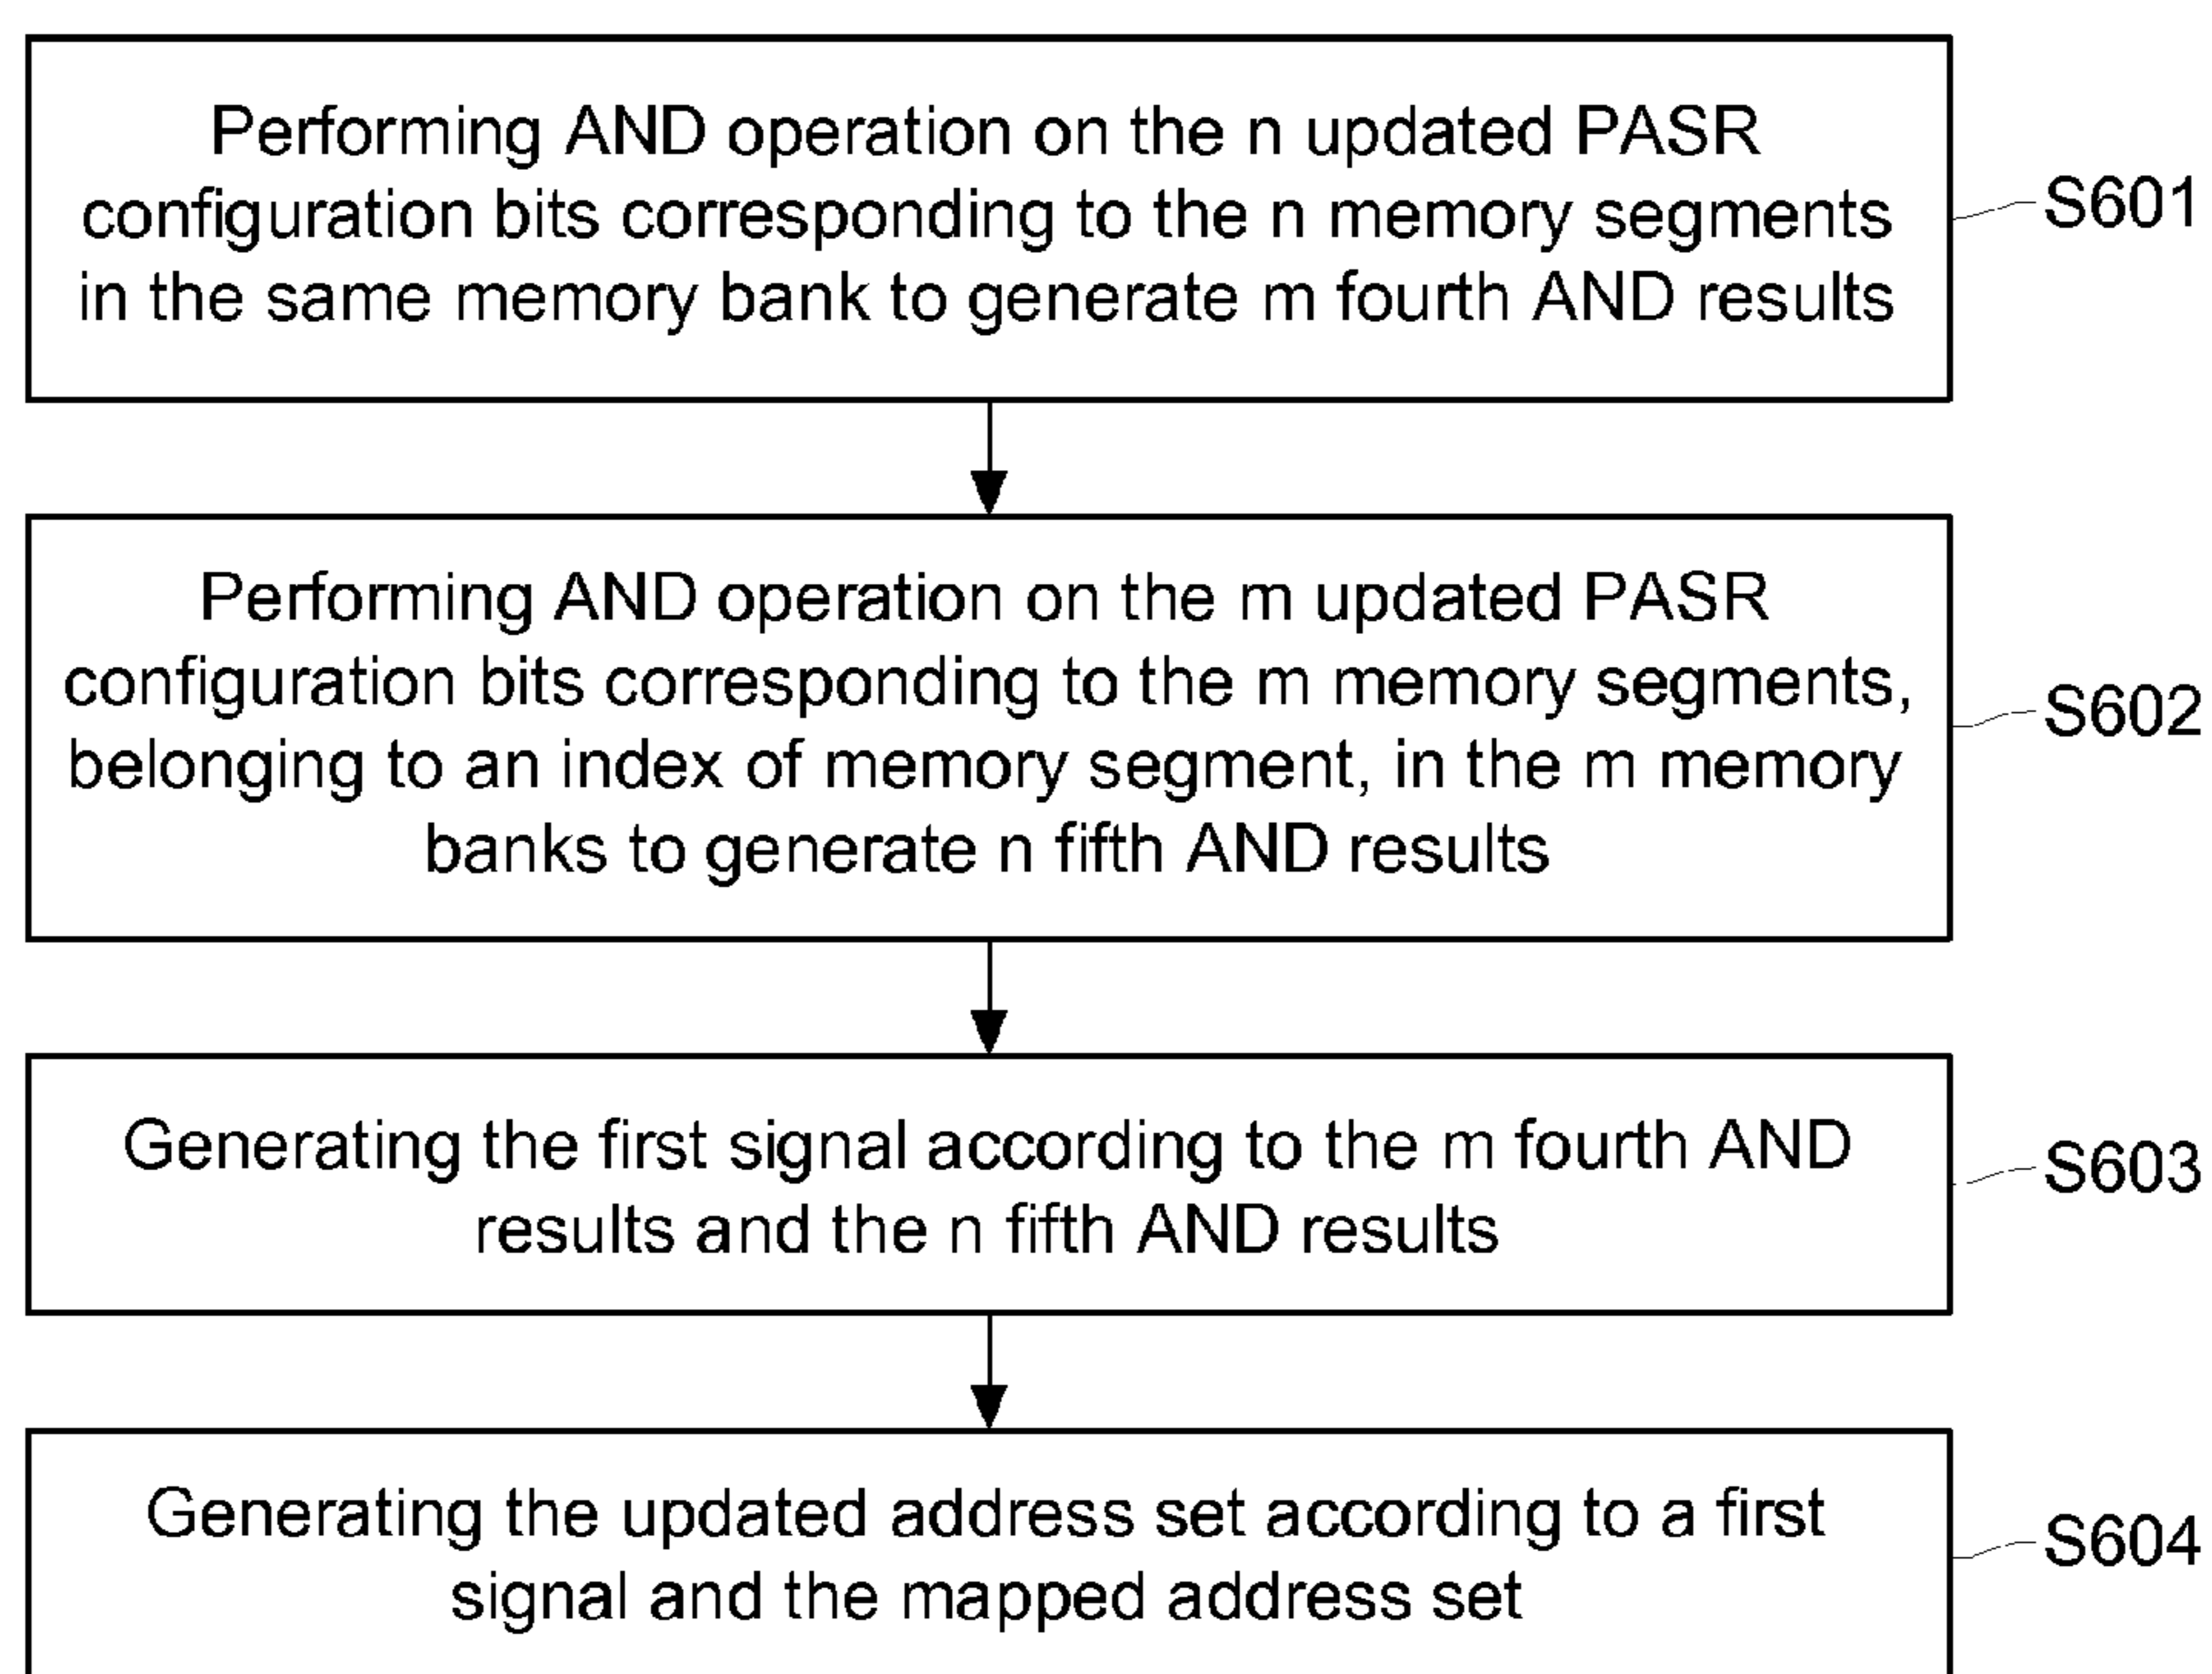 Performing AND operation on the n updated PASR
configuration bits corresponding to the n memory segments
in the same memory bank to generate m fourth AND results
S601
Performing AND operation on the m updated PASR
configuration bits corresponding to the m memory segments,
belonging to an index of memory segment, in the m memory
banks to generate n fifth AND results
S602
Generating the first signal according to the m fourth AND
results and the n fifth AND results
S603
Generating the updated address set according to a first
signal and the mapped address set
S604